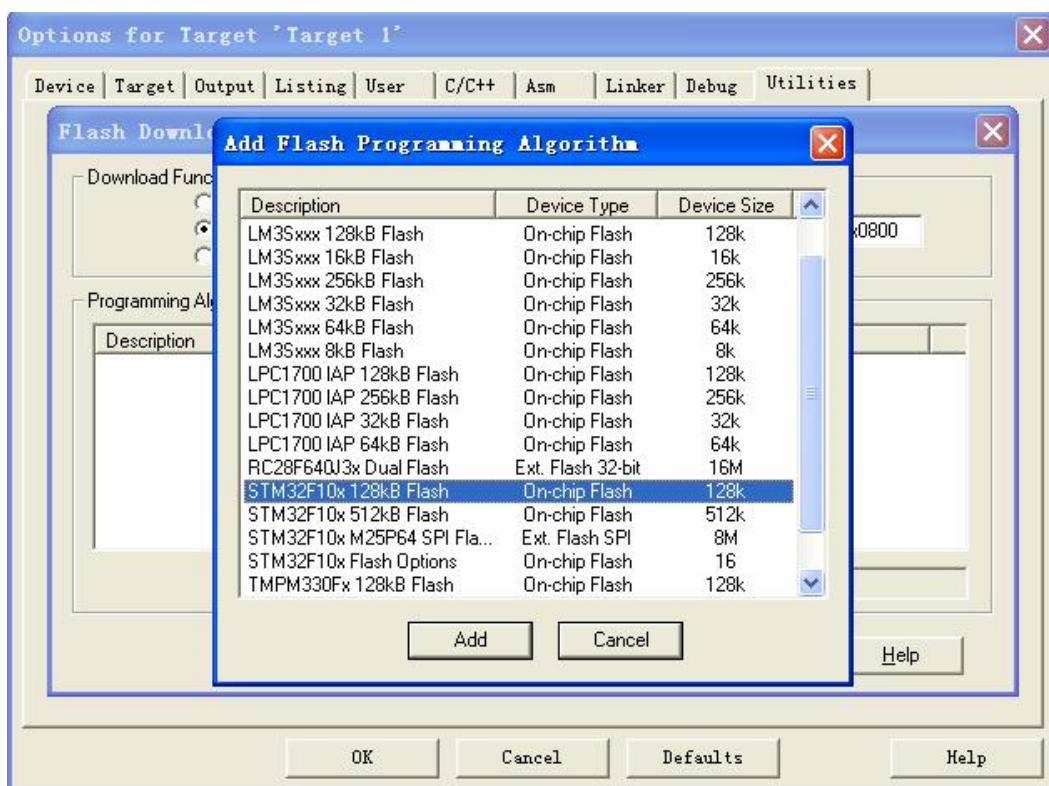 Options for Target 'Target 1'
Device Target Output Listing User C/C++ Asm Linker Debug Utilities
Flash Downl
Add Flash Programming Algorithm
Download Func
Description Device Type Device Size
LM3Sxxx 128kB Flash On-chip Flash 128k
x0800
LM3Sxxx 16kB Flash On-chip Flash 16k
LM3Sxxx 256kB Flash On-chip Flash 256k
Programming Al
LM3Sxxx 32kB Flash On-chip Flash 32k
LM3Sxxx 64kB Flash On-chip Flash 64k
Description
LM3Sxxx 8kB Flash On-chip Flash 8k
LPC1700 IAP 128kB Flash On-chip Flash 128k
LPC1700 IAP 256kB Flash On-chip Flash 256k
LPC1700 IAP 32kB Flash On-chip Flash 32k
LPC1700 IAP 64kB Flash On-chip Flash 64k
RC28F640J3x Dual Flash Ext. Flash 32-bit 16M
STM32F10x 128kB Flash On-chip Flash 128k
STM32F10x 512kB Flash On-chip Flash 512k
STM32F10x M25P64 SPI Fla... Ext. Flash SPI 8M
STM32F10x Flash Options On-chip Flash 16
TMPM330Fx 128kB Flash On-chip Flash 128k
Add Cancel
Help
OK Cancel Defaults Help